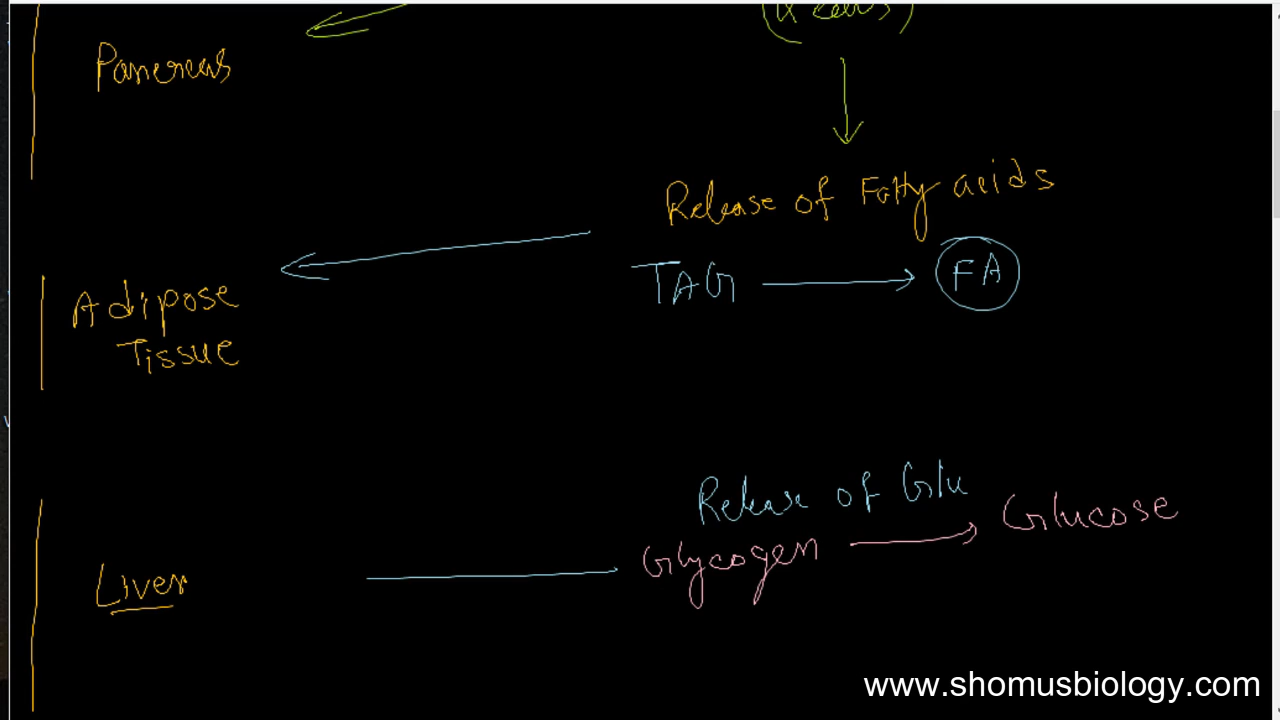 Pancreas
Release of Fatty acids
TAG
FA
Adipose
Tissue
Release of Glu
Glycogen
Glucose
Liver
www.shomusbiology.com